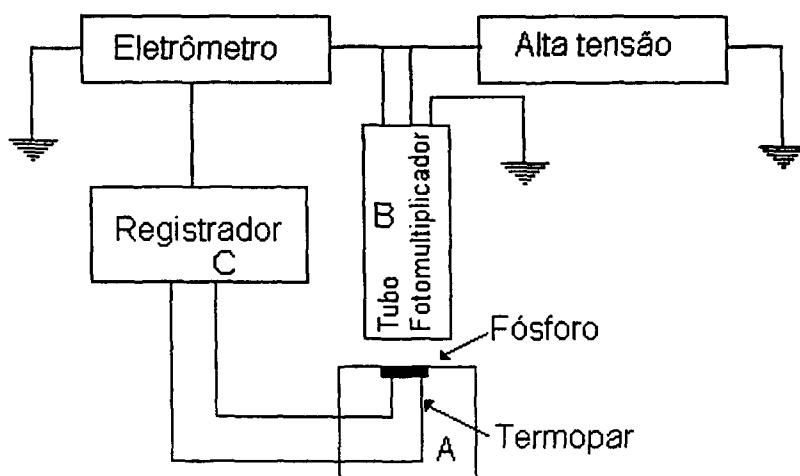 Eletrômetro
Alta tensão
B
Tubo
Fotomultiplicador
Registrador
C
Fósforo
Termopar
A